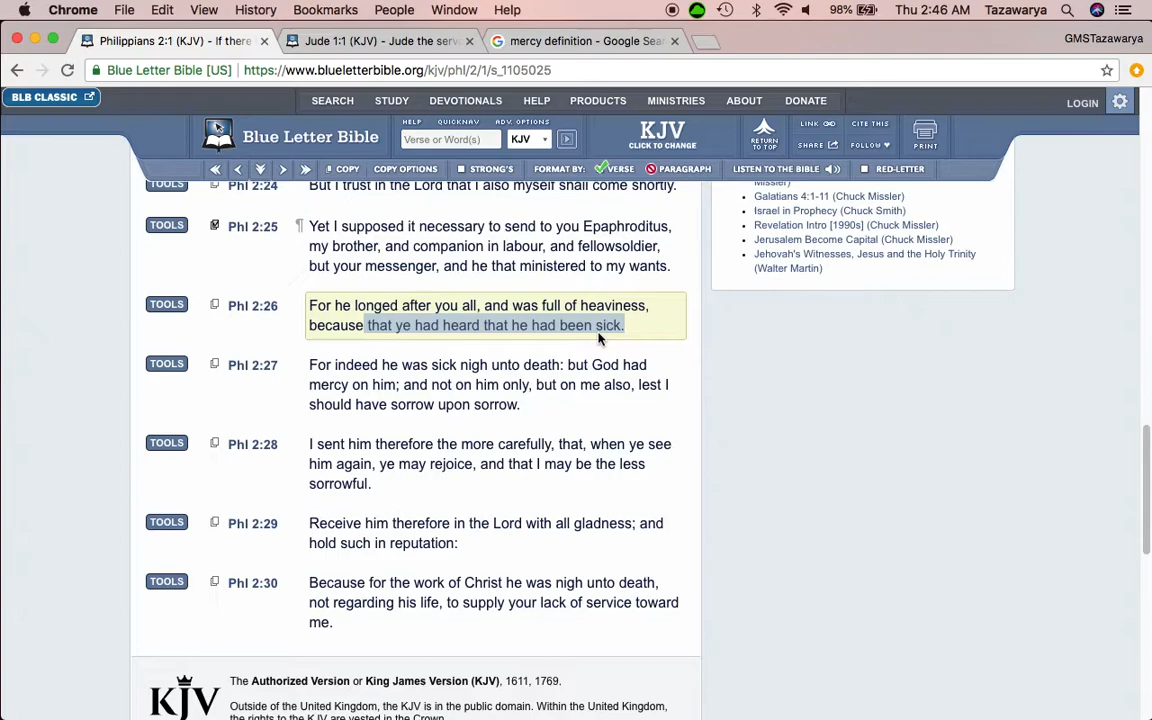 Chrome File Edit View History Bookmarks People Window Help 98% Thu 2:46 AM Tazawarya
Philippians 2:1 (KJV) - If there Jude 1:1 (KJV) - Jude the serv mercy definition - Google Sear GMSTazawarya
Blue Letter Bible [US] https://www.blueletterbible.org/kjv/phl/2/1/s_1105025
BLB CLASSIC SEARCH STUDY DEVOTIONALS HELP PRODUCTS MINISTRIES ABOUT DONATE LOGIN
HELP QUICKNAV ADV. OPTIONS
Blue Letter Bible Verse or Word(s) KJV
KJV
CLICK TO CHANGE
RETURN
TO TOP
LINK CITE THIS
SHARE FOLLOW
PRINT
COPY COPY OPTIONS STRONG'S FORMAT BY: VERSE PARAGRAPH LISTEN TO THE BIBLE RED-LETTER
TOOLS Phl 2:24 But I trust in the Lord that I also myself shall come shortly.
TOOLS Phl 2:25 ¶ Yet I supposed it necessary to send to you Epaphroditus,
my brother, and companion in labour, and fellowsoldier,
but your messenger, and he that ministered to my wants.
TOOLS Phl 2:26 For he longed after you all, and was full of heaviness,
because that ye had heard that he had been sick.
TOOLS Phl 2:27 For indeed he was sick nigh unto death: but God had
mercy on him; and not on him only, but on me also, lest I
should have sorrow upon sorrow.
TOOLS Phl 2:28 I sent him therefore the more carefully, that, when ye see
him again, ye may rejoice, and that I may be the less
sorrowful.
TOOLS Phl 2:29 Receive him therefore in the Lord with all gladness; and
hold such in reputation:
TOOLS Phl 2:30 Because for the work of Christ he was nigh unto death,
not regarding his life, to supply your lack of service toward
me.
Missler)
Galatians 4:1-11 (Chuck Missler)
Israel in Prophecy (Chuck Smith)
Revelation Intro [1990s] (Chuck Missler)
Jerusalem Become Capital (Chuck Missler)
Jehovah's Witnesses, Jesus and the Holy Trinity
(Walter Martin)
KJV
The Authorized Version or King James Version (KJV), 1611, 1769.
Outside of the United Kingdom, the KJV is in the public domain. Within the United Kingdom,
the rights to the KJV are vested in the Crown.